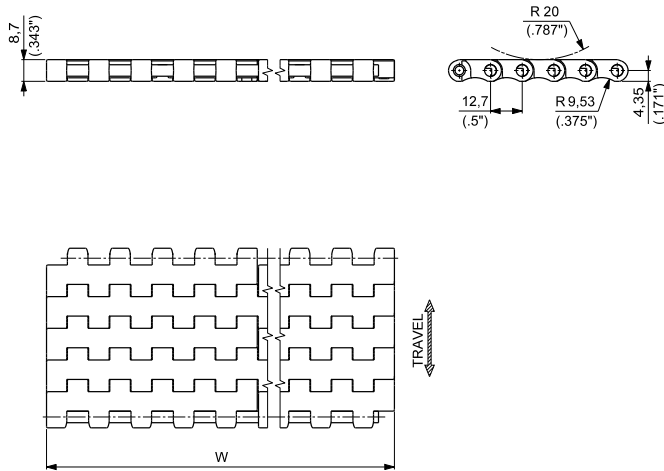 8,7
(.343")
R 20
(.787")
12,7
(.5")
R 9,53
(.375")
4,35
(.171")
TRAVEL
W